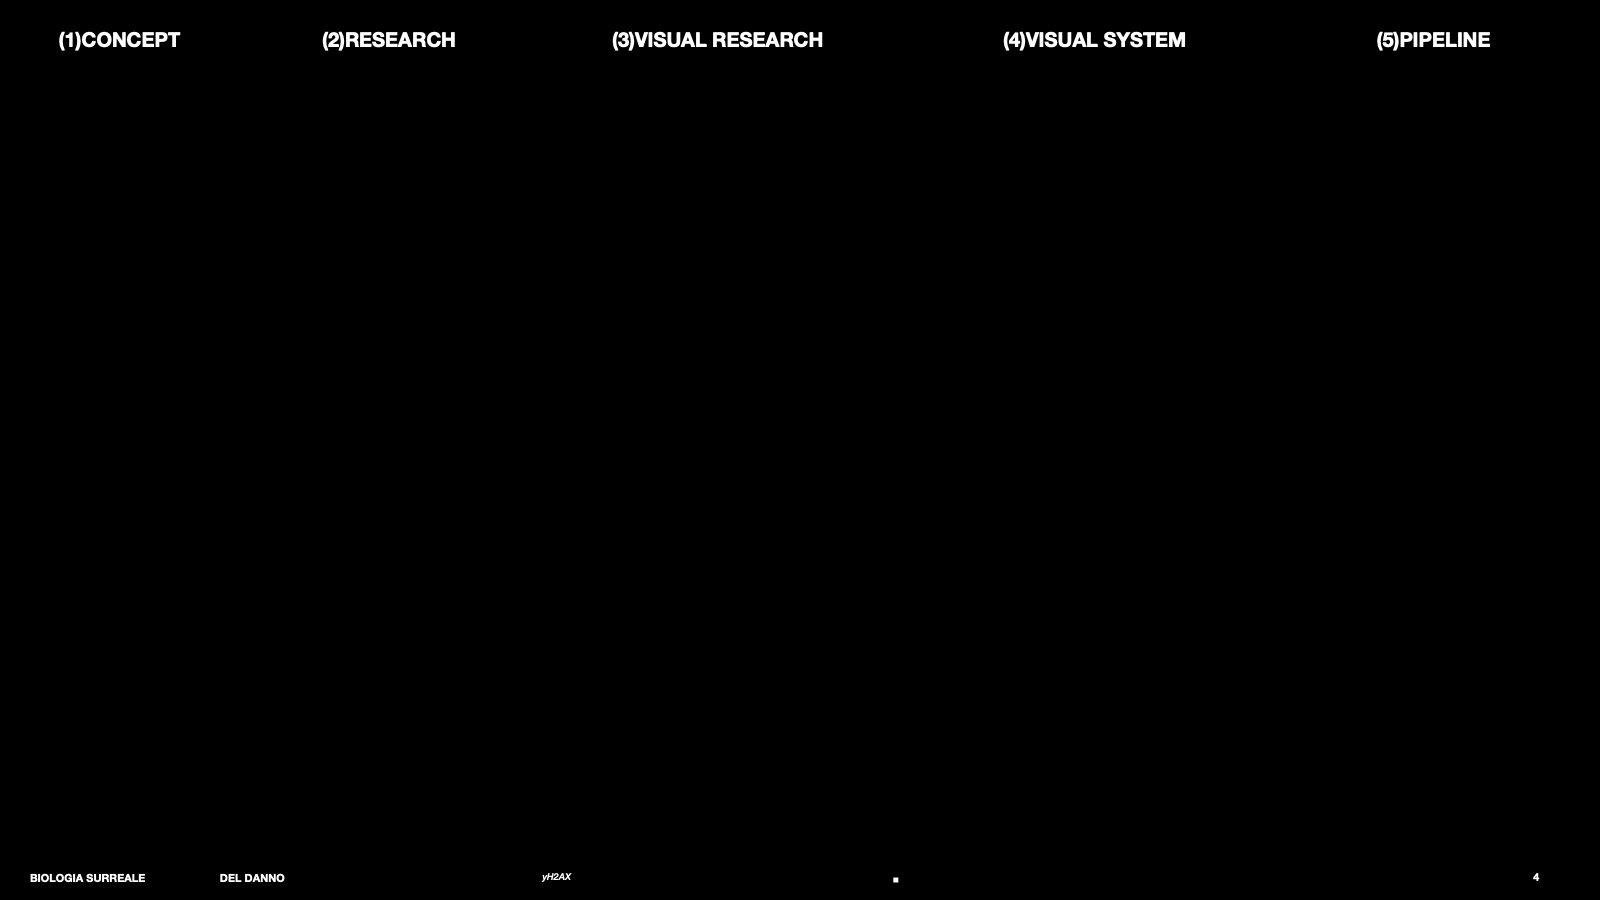 (1)CONCEPT (2)RESEARCH (3)VISUAL RESEARCH (4)VISUAL SYSTEM (5)PIPELINE
BIOLOGIA SURREALE DEL DANNO yH2AX . 4